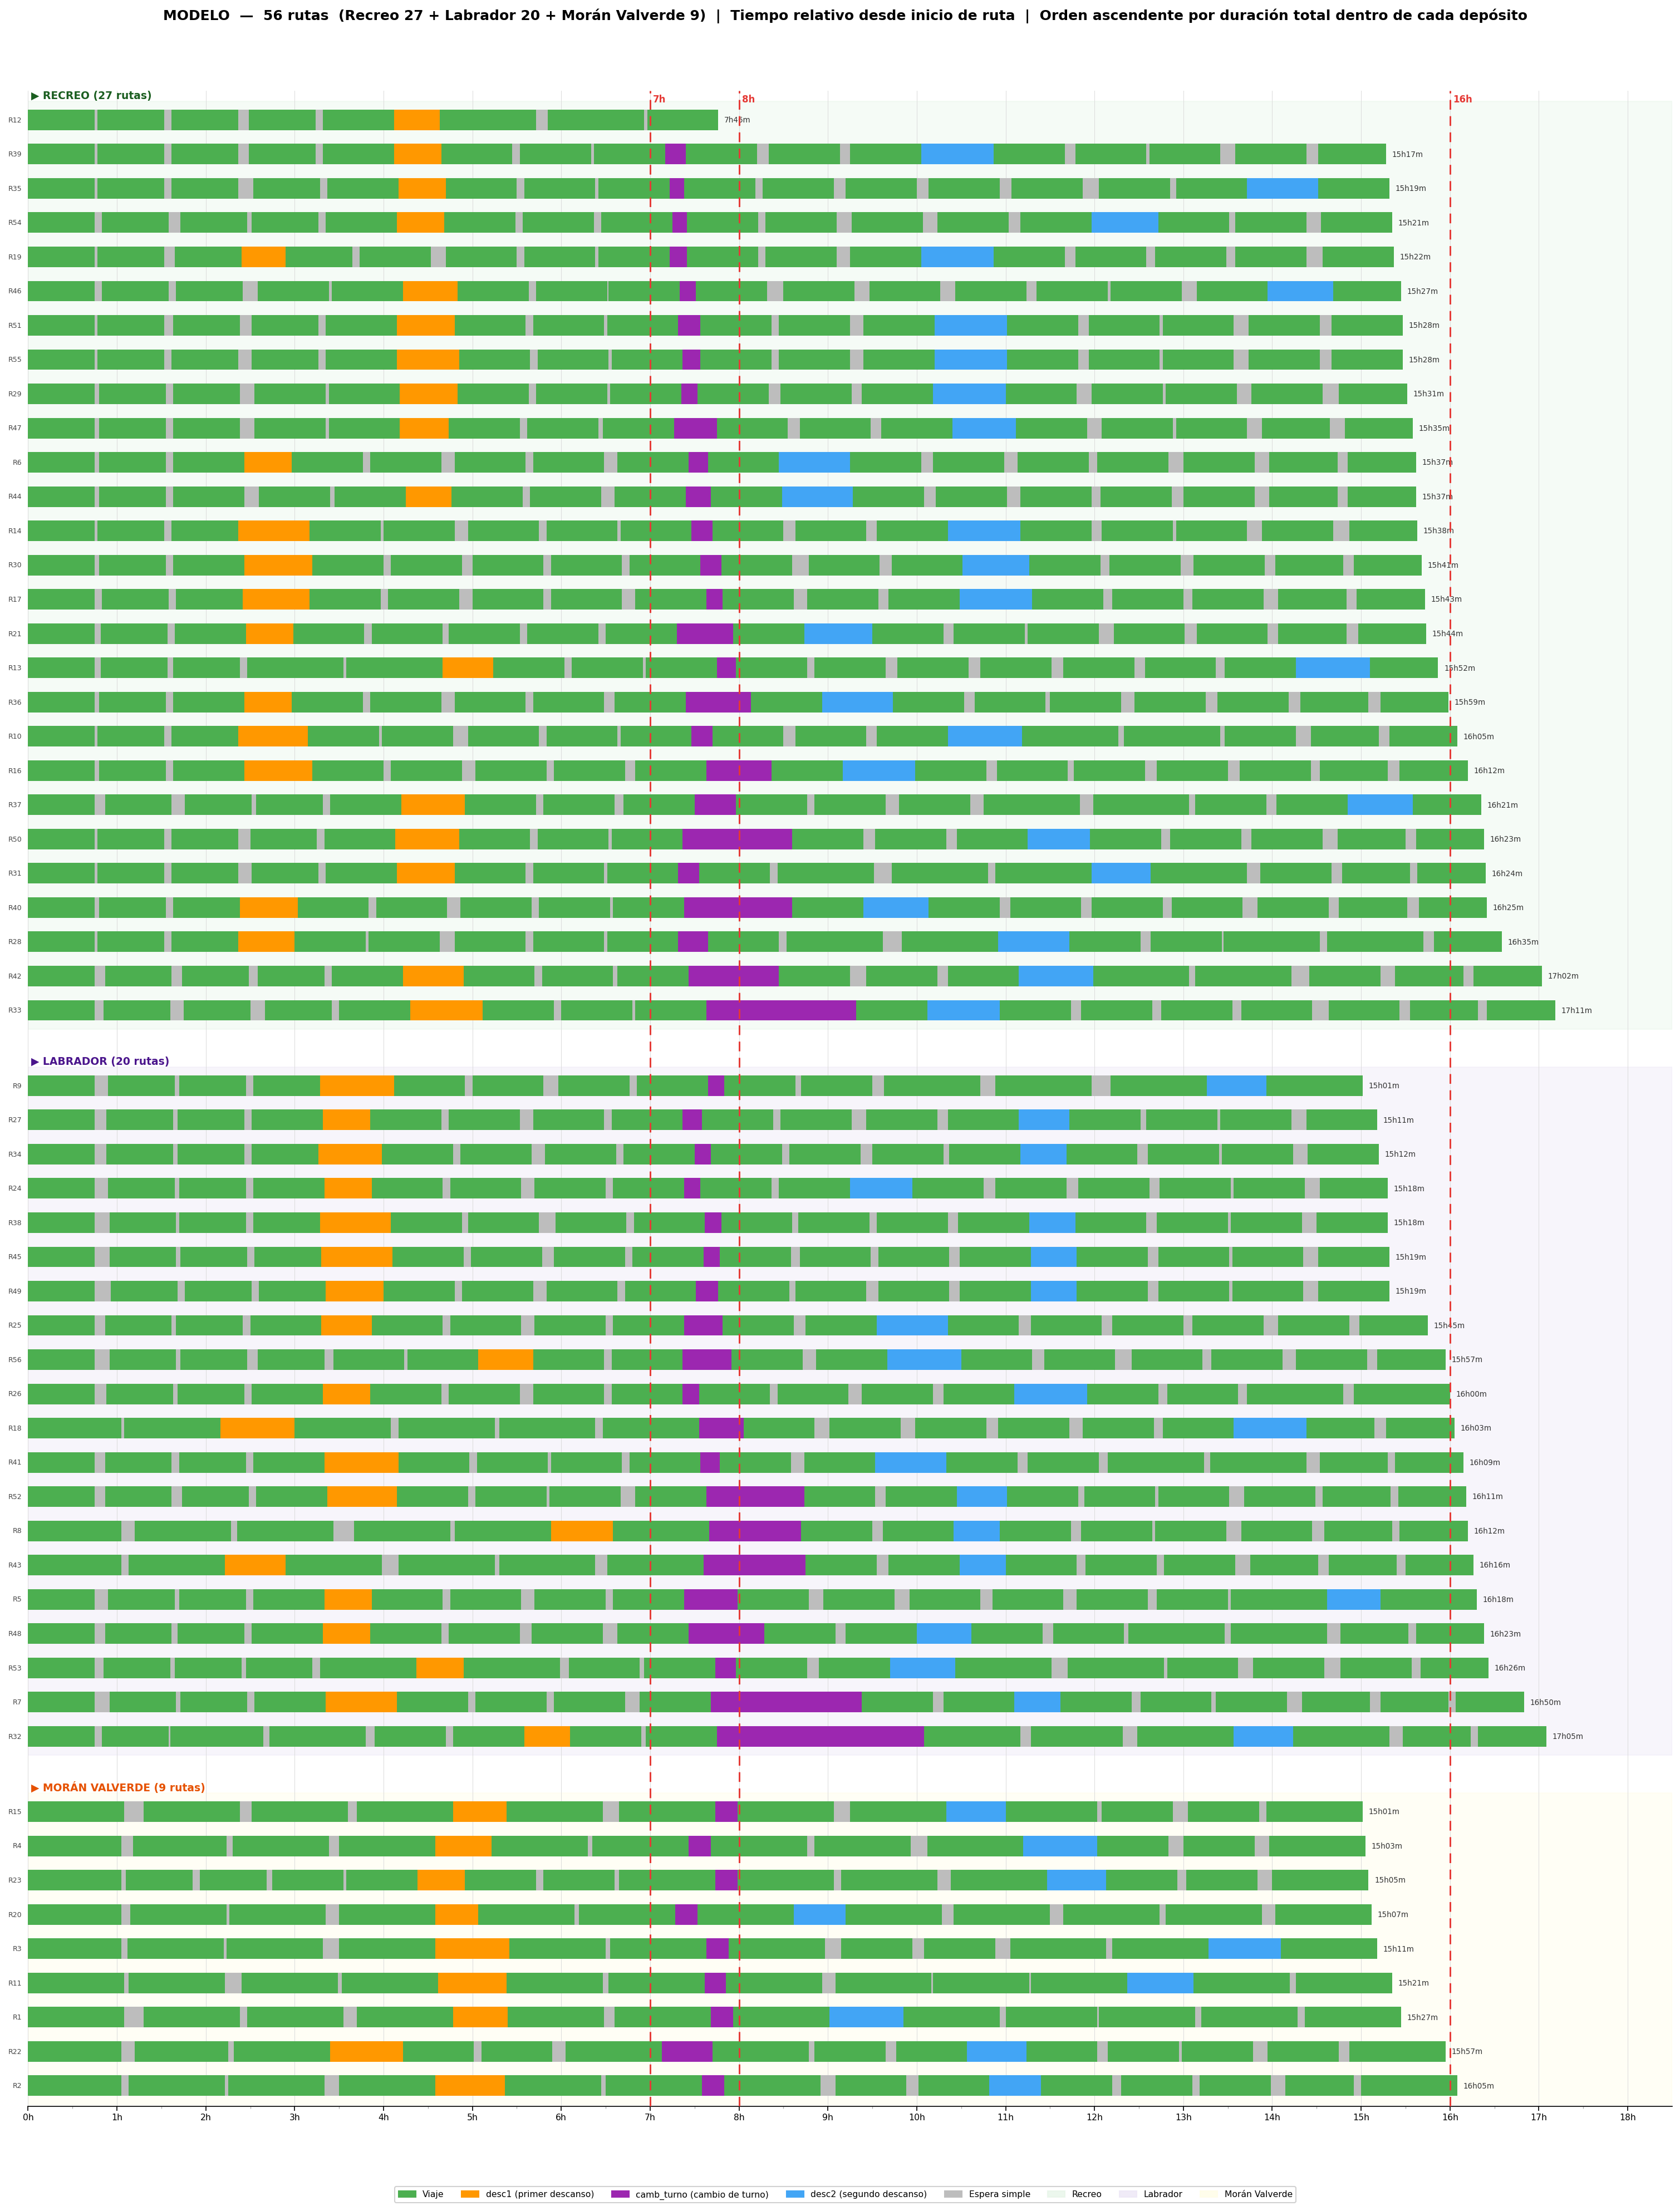 MODELO — 56 rutas (Recreo 27 + Labrador 20 + Morán Valverde 9) | Tiempo relativo desde inicio de ruta | Orden ascendente por duración total dentro de cada depósito
▶ RECREO (27 rutas)
7h 8h 16h
R12 7h46m
R39 15h17m
R35 15h19m
R54 15h21m
R19 15h22m
R46 15h27m
R51 15h28m
R55 15h28m
R29 15h31m
R47 15h35m
R6 15h37m
R44 15h37m
R14 15h38m
R30 15h41m
R17 15h43m
R21 15h44m
R13 15h52m
R36 15h59m
R10 16h05m
R16 16h12m
R37 16h21m
R50 16h23m
R31 16h24m
R40 16h25m
R28 16h35m
R42 17h02m
R33 17h11m
▶ LABRADOR (20 rutas)
R9 15h01m
R27 15h11m
R34 15h12m
R24 15h18m
R38 15h18m
R45 15h19m
R49 15h19m
R25 15h45m
R56 15h57m
R26 16h00m
R18 16h03m
R41 16h09m
R52 16h11m
R8 16h12m
R43 16h16m
R5 16h18m
R48 16h23m
R53 16h26m
R7 16h50m
R32 17h05m
▶ MORÁN VALVERDE (9 rutas)
R15 15h01m
R4 15h03m
R23 15h05m
R20 15h07m
R3 15h11m
R11 15h21m
R1 15h27m
R22 15h57m
R2 16h05m
0h 1h 2h 3h 4h 5h 6h 7h 8h 9h 10h 11h 12h 13h 14h 15h 16h 17h 18h
Viaje desc1 (primer descanso) camb_turno (cambio de turno) desc2 (segundo descanso) Espera simple Recreo Labrador Morán Valverde